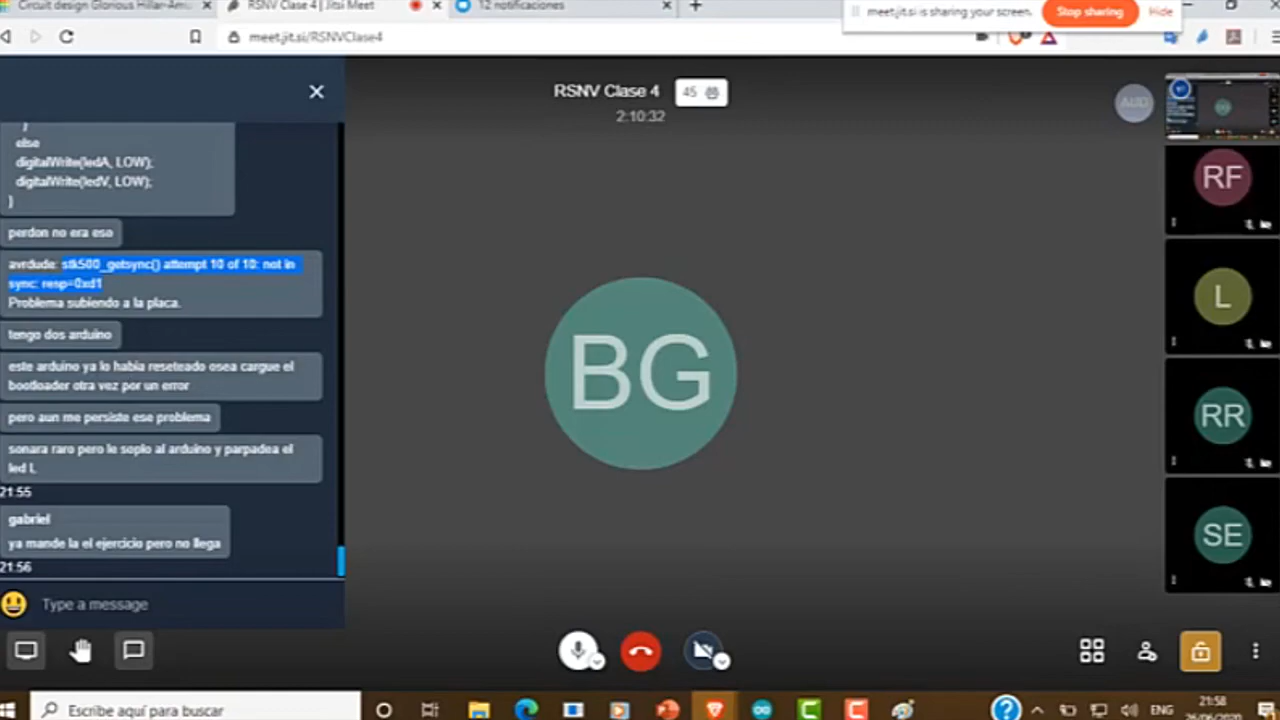 Circuit design Glorious Hillar-Am
RSNV Clase 4 | Jitsi Meet
12 notificaciones
meet.jit.si is sharing your screen.
Stop sharing
Hide
meet.jit.si/RSNVClase4
RSNV Clase 4
45
2:10:32
AUD
}
else
digitalWrite(ledA, LOW);
digitalWrite(ledV, LOW);
}
perdon no era eso
avrdude: stk500_getsync() attempt 10 of 10: not in
sync: resp=0xd1
Problema subiendo a la placa.
tengo dos arduino
este arduino ya lo habia reseteado osea cargue el
bootloader otra vez por un error
pero aun me persiste ese problema
sonara raro pero le soplo al arduino y parpadea el
led L
21:55
gabriel
ya mande la el ejercicio pero no llega
21:56
Type a message
BG
RF
L
RR
SE
Escribe aquí para buscar
ENG
21:58